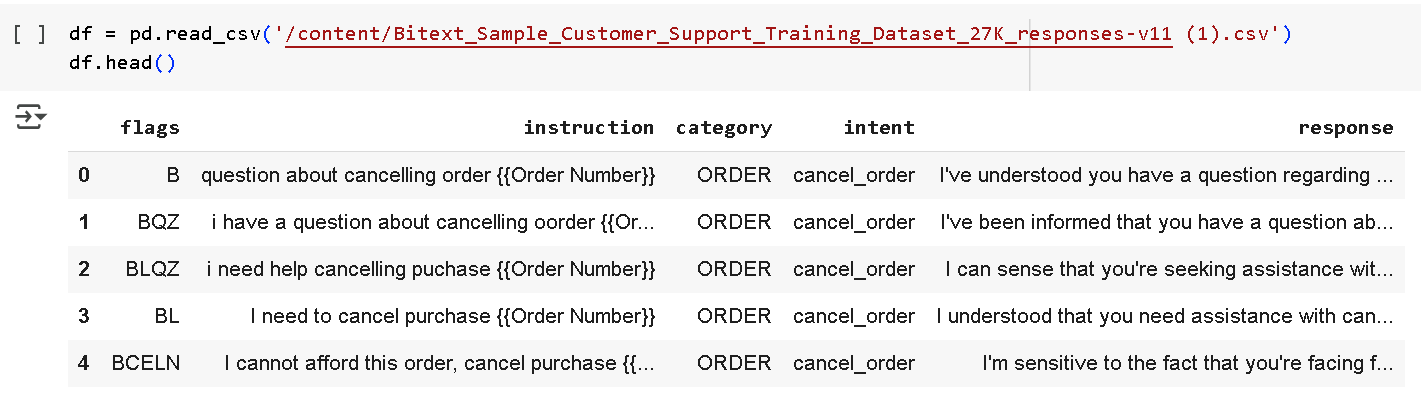 [ ] df = pd.read_csv('/content/Bitext_Sample_Customer_Support_Training_Dataset_27K_responses-v11 (1).csv')
df.head()
flags instruction category intent response
0 B question about cancelling order {{Order Number}} ORDER cancel_order I've understood you have a question regarding ...
1 BQZ i have a question about cancelling oorder {{Or... ORDER cancel_order I've been informed that you have a question ab...
2 BLQZ i need help cancelling puchase {{Order Number}} ORDER cancel_order I can sense that you're seeking assistance wit...
3 BL I need to cancel purchase {{Order Number}} ORDER cancel_order I understood that you need assistance with can...
4 BCELN I cannot afford this order, cancel purchase {{... ORDER cancel_order I'm sensitive to the fact that you're facing f...